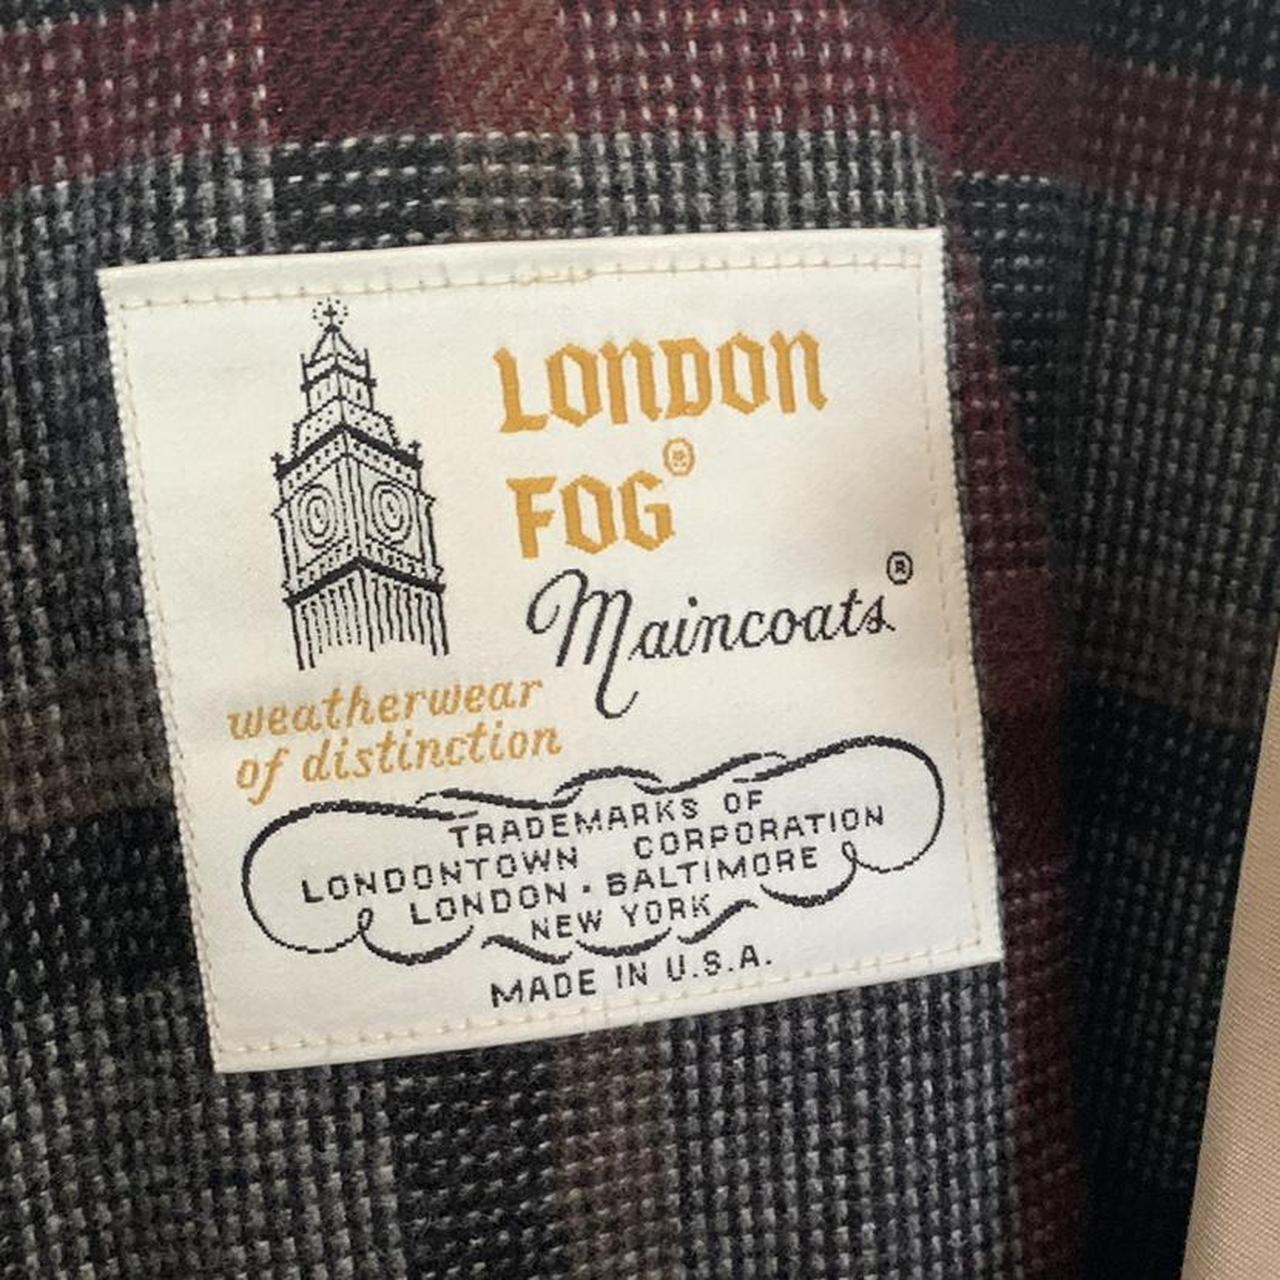 LONDON
FOG®
Maincoats®
weatherwear
of distinction
TRADEMARKS OF
LONDONTOWN CORPORATION
LONDON · BALTIMORE
NEW YORK
MADE IN U.S.A.